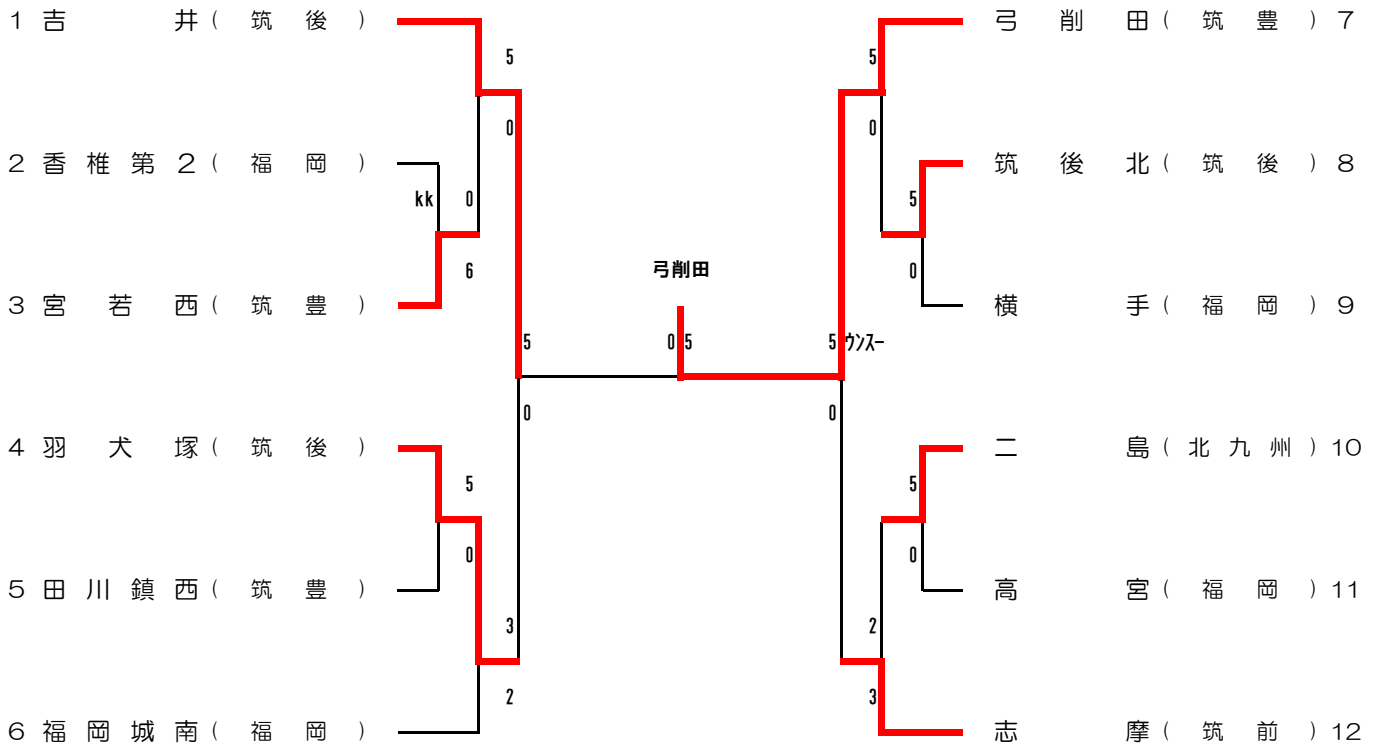 1 吉井(筑後)
弓削田(筑豊) 7
5
5
0
0
2 香椎第2(福岡)
筑後北(筑後) 8
kk
0
5
6
弓削田
0
3 宮若西(筑豊)
横手(福岡) 9
5
0
5
5
ウンスー
0
0
4 羽犬塚(筑後)
二島(北九州) 10
5
5
0
0
5 田川鎮西(筑豊)
高宮(福岡) 11
3
2
2
3
6 福岡城南(福岡)
志摩(筑前) 12